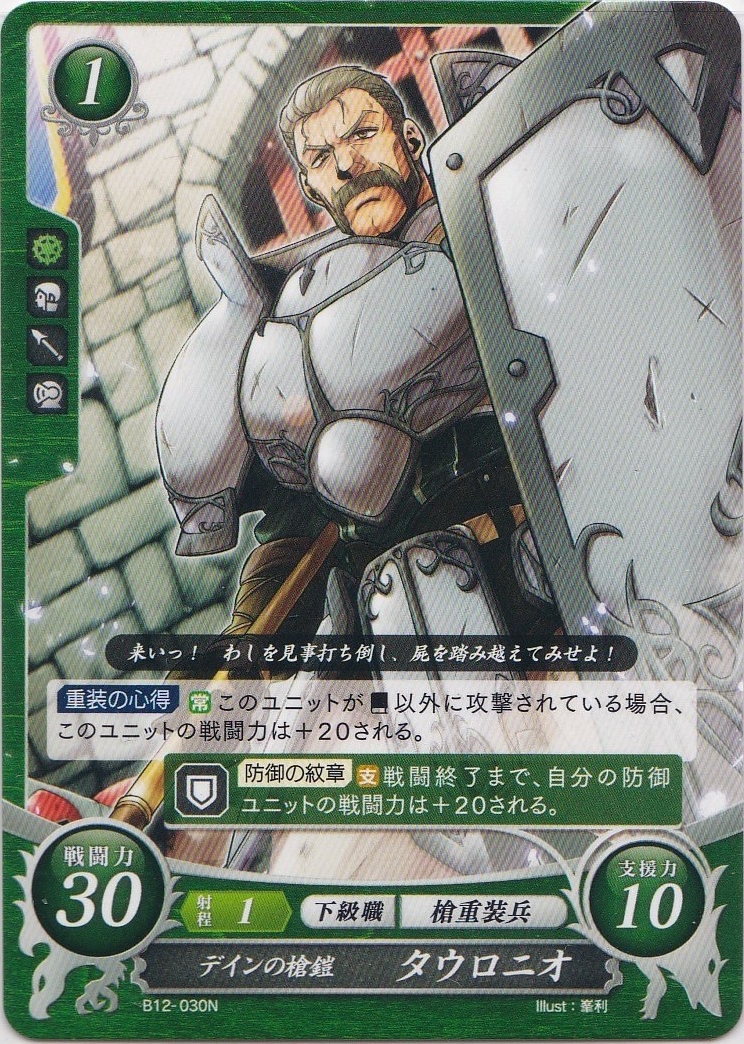 1
来いっ! わしを見事打ち倒し、屍を踏み越えてみせよ!
重装の心得 常 このユニットが 以外に攻撃されている場合、
このユニットの戦闘力は+20される。
防御の紋章 支 戦闘終了まで、自分の防御
ユニットの戦闘力は+20される。
戦闘力
30
射程 1 下級職 槍重装兵
支援力
10
デインの槍鎧 タウロニオ
B12-030N
Illust:峯利